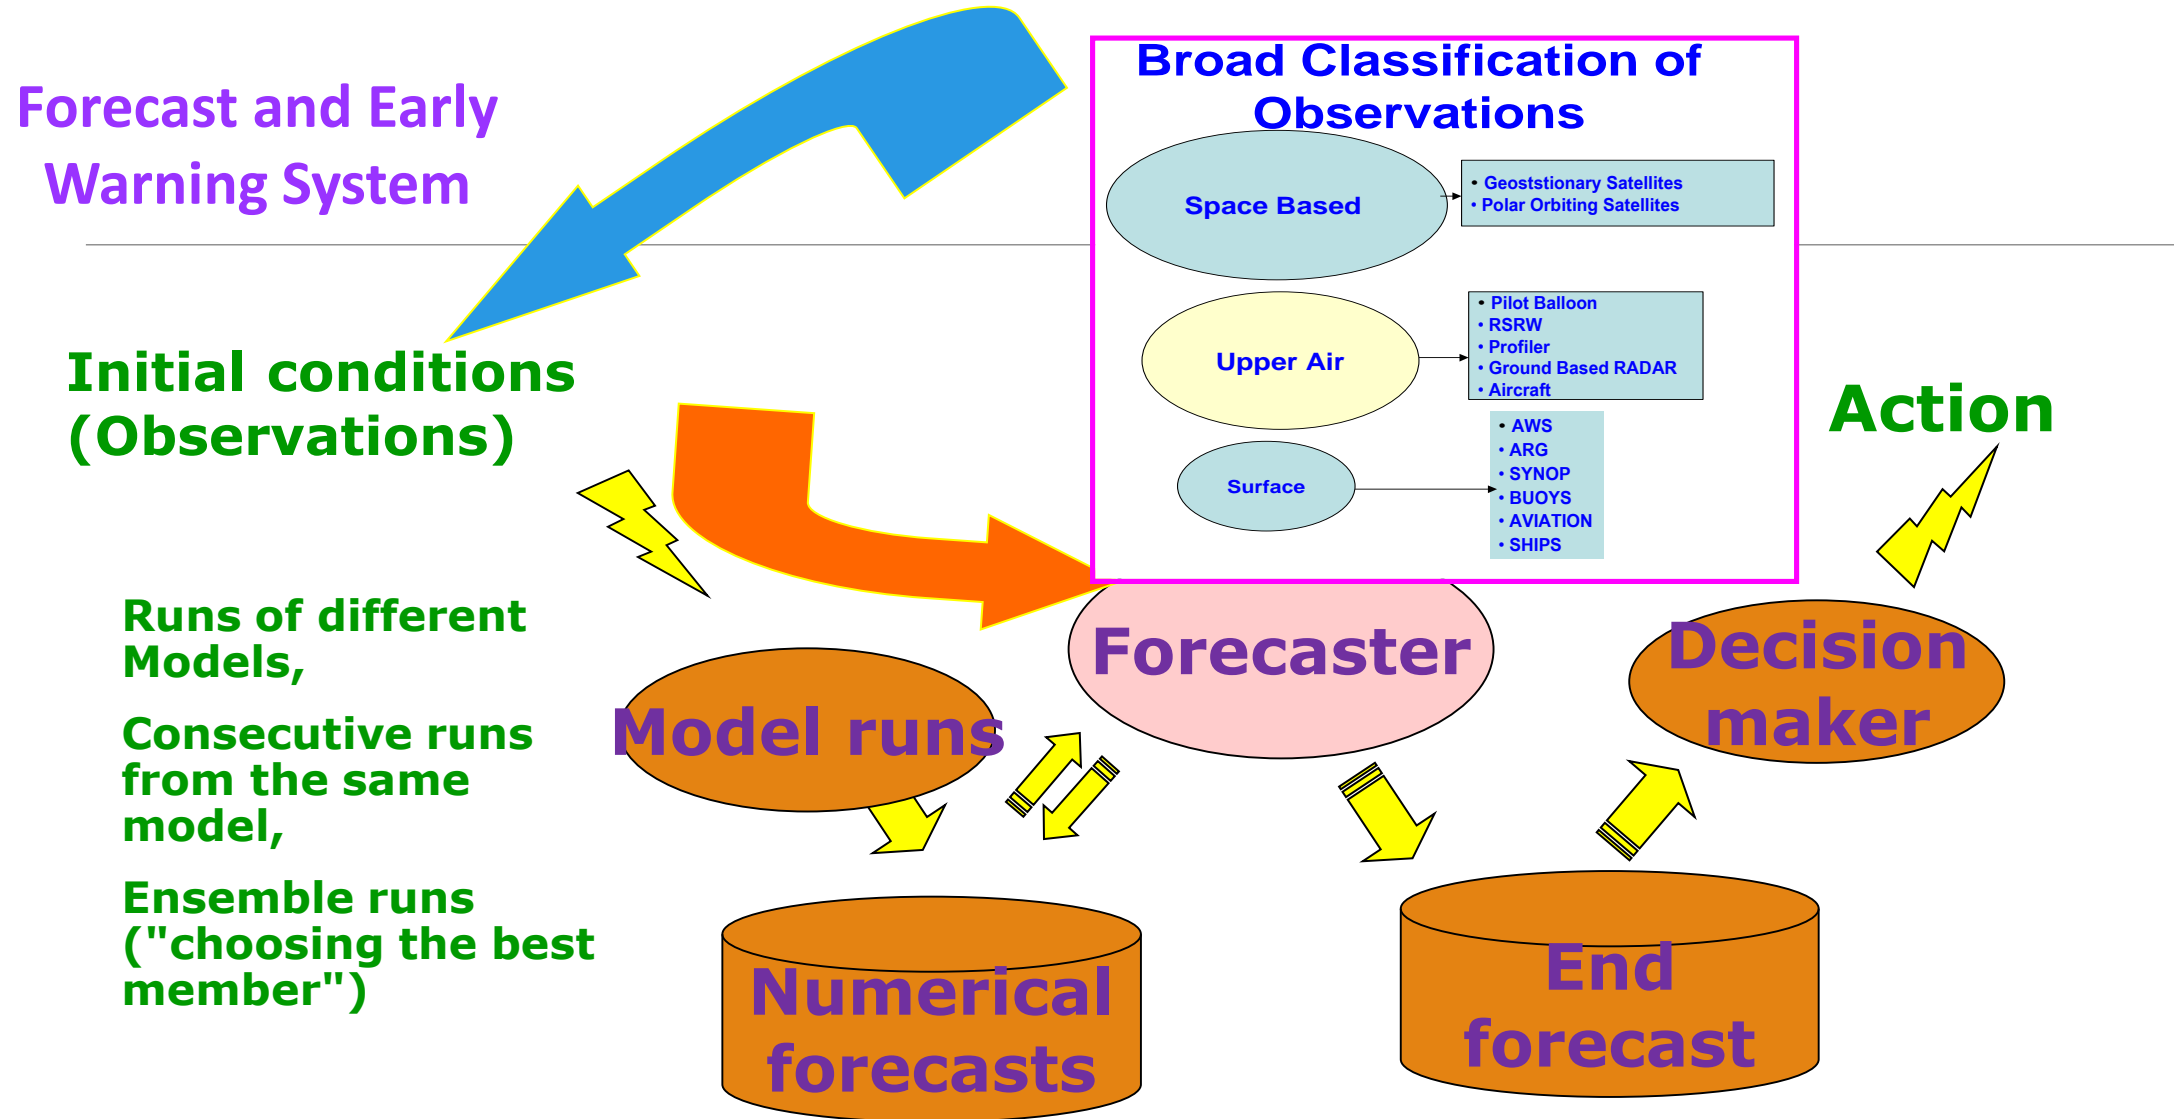 Forecast and Early
Warning System
Broad Classification of
Observations
Space Based
• Geoststionary Satellites
• Polar Orbiting Satellites
Upper Air
• Pilot Balloon
• RSRW
• Profiler
• Ground Based RADAR
• Aircraft
Surface
• AWS
• ARG
• SYNOP
• BUOYS
• AVIATION
• SHIPS
Initial conditions
(Observations)
Action
Runs of different
Models,
Consecutive runs
from the same
model,
Ensemble runs
("choosing the best
member")
Model runs
Forecaster
Decision
maker
Numerical
forecasts
End
forecast